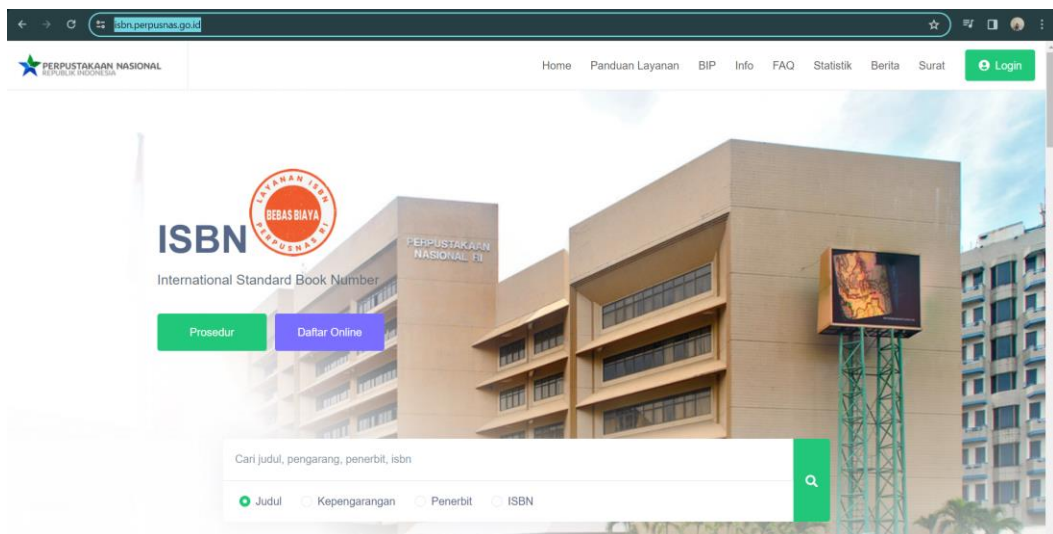 isbn.perpusnas.go.id
PERPUSTAKAAN NASIONAL
REPUBLIK INDONESIA
Home Panduan Layanan BIP Info FAQ Statistik Berita Surat Login
LAYANAN ISBN
BEBAS BIAYA
PERPUSNAS RI
ISBN
PERPUSTAKAAN
NASIONAL RI
International Standard Book Number
Prosedur Daftar Online
Cari judul, pengarang, penerbit, isbn
Judul Kepengarangan Penerbit ISBN